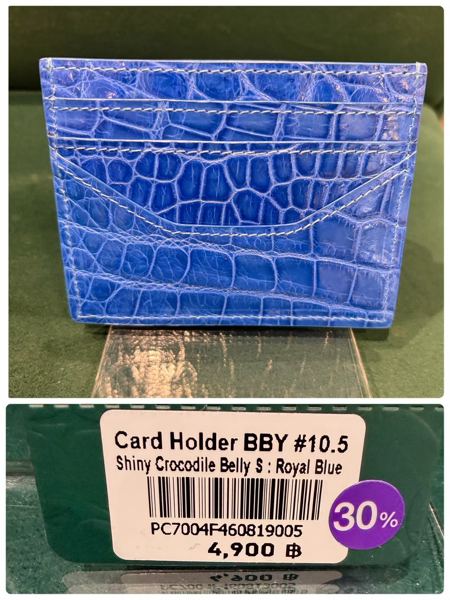 Card Holder BBY #10.5
Shiny Crocodile Belly S : Royal Blue
PC7004F460819005
4,900 ฿
30%